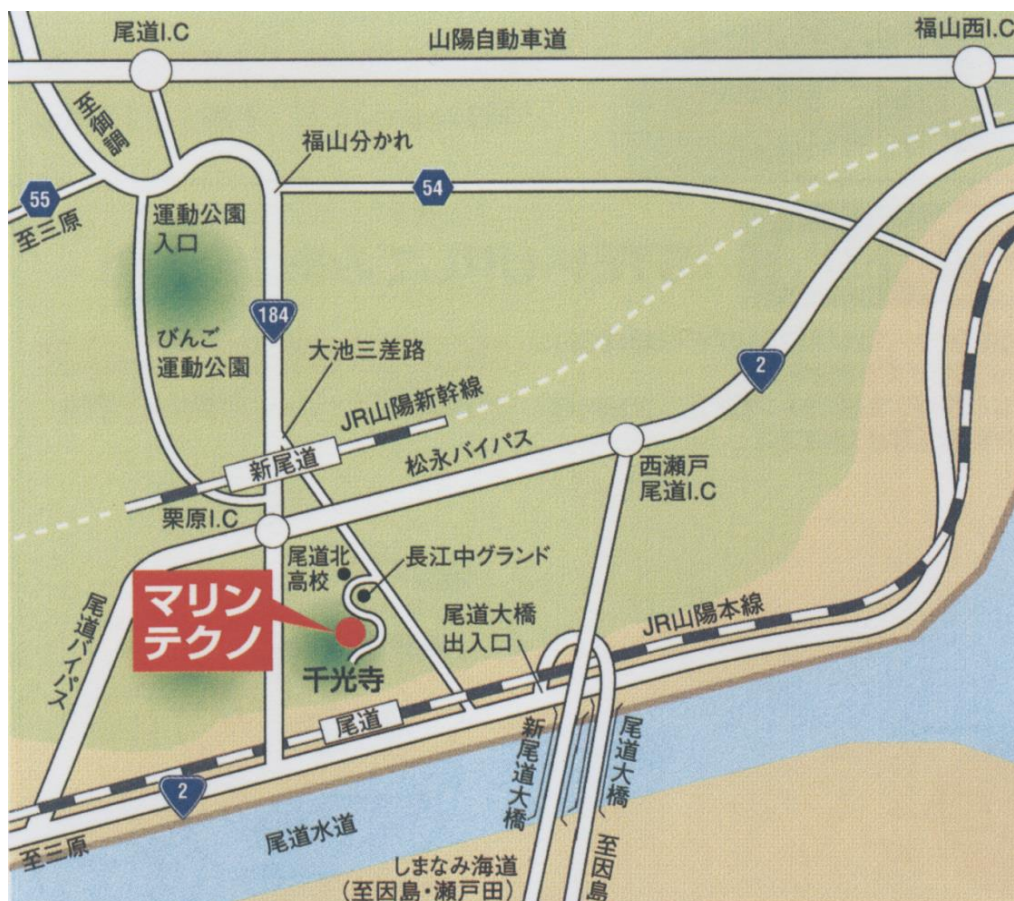 尾道I.C
山陽自動車道
福山西I.C
至御調
福山分かれ
55
54
至三原
運動公園
入口
184
びんご
運動公園
大池三差路
2
JR山陽新幹線
新尾道
松永バイパス
西瀬戸
尾道I.C
栗原I.C
尾道北
高校
長江中グランド
マリン
テクノ
尾道バイパス
尾道大橋
出入口
JR山陽本線
千光寺
尾道
新尾道大橋
尾道大橋
2
尾道水道
至三原
しまなみ海道
(至因島・瀬戸田)
至因島